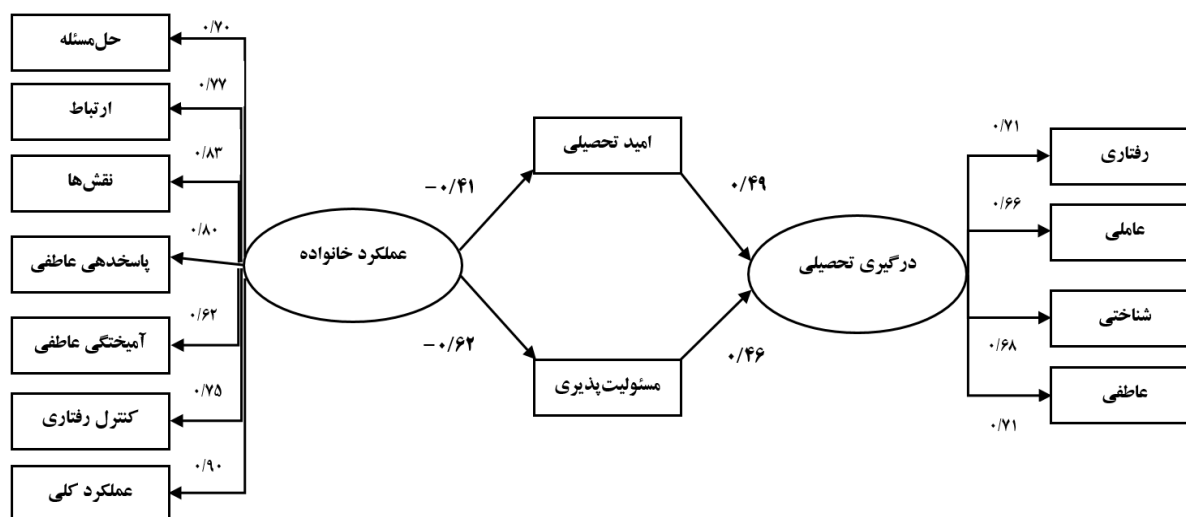 حل‌مسئله
۰/۷۰
ارتباط
۰/۷۷
نقش‌ها
۰/۸۳
پاسخدهی عاطفی
۰/۸۰
آمیختگی عاطفی
۰/۶۲
کنترل رفتاری
۰/۷۵
عملکرد کلی
۰/۹۰
عملکرد خانواده
−۰/۴۱
−۰/۶۲
امید تحصیلی
مسئولیت‌پذیری
۰/۴۹
۰/۴۶
درگیری تحصیلی
۰/۷۱
رفتاری
۰/۶۶
عاملی
شناختی
۰/۶۸
عاطفی
۰/۷۱